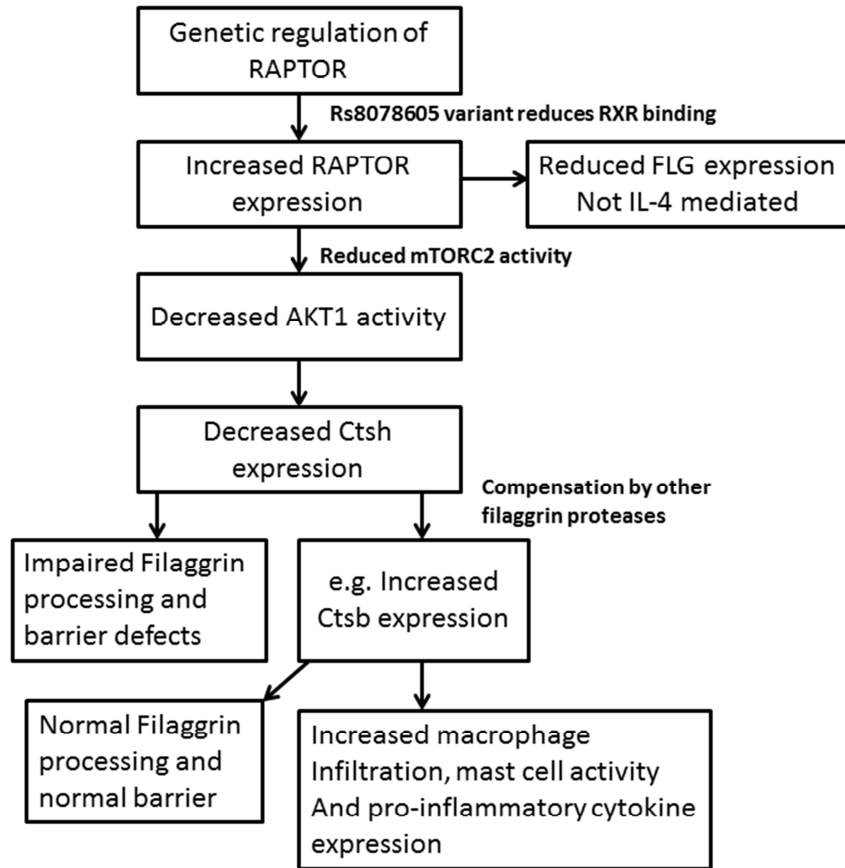 Genetic regulation of
RAPTOR
Rs8078605 variant reduces RXR binding
Increased RAPTOR
expression
Reduced FLG expression
Not IL-4 mediated
Reduced mTORC2 activity
Decreased AKT1 activity
Decreased Ctsh
expression
Compensation by other
filaggrin proteases
Impaired Filaggrin
processing and
barrier defects
e.g. Increased
Ctsb expression
Normal Filaggrin
processing and
normal barrier
Increased macrophage
Infiltration, mast cell activity
And pro-inflammatory cytokine
expression